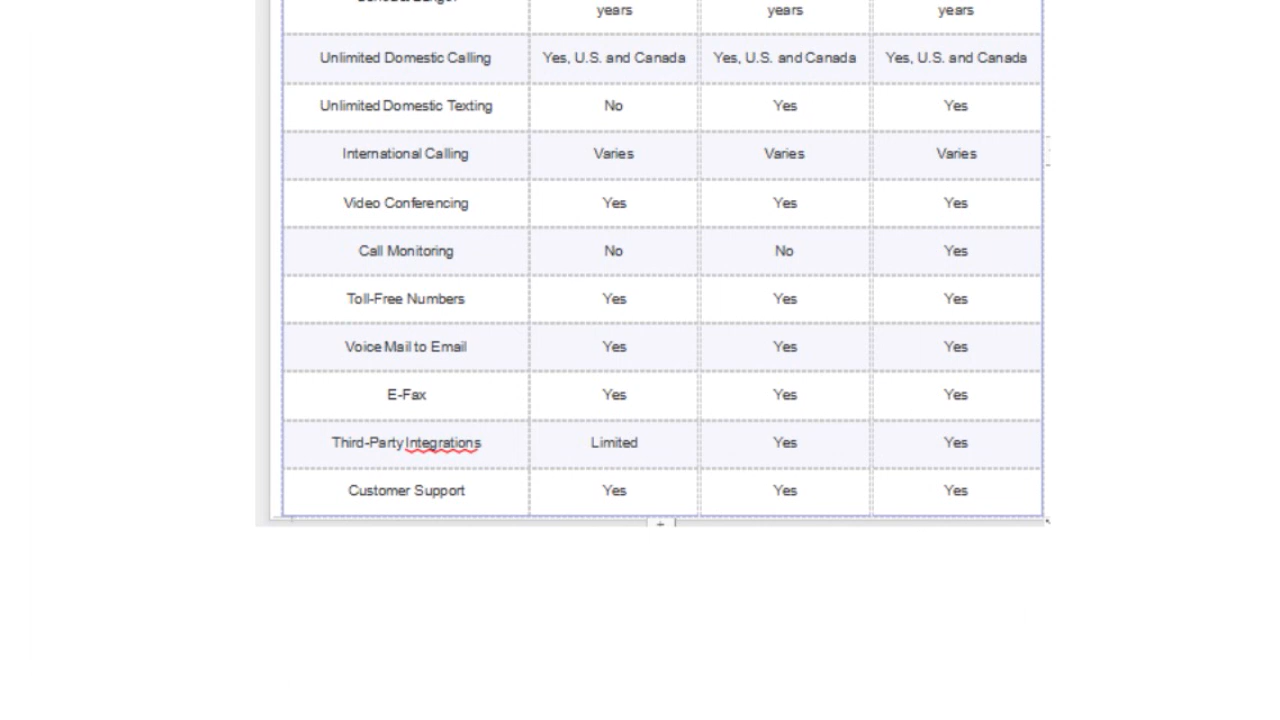 years years years
Unlimited Domestic Calling Yes, U.S. and Canada Yes, U.S. and Canada Yes, U.S. and Canada
Unlimited Domestic Texting No Yes Yes
International Calling Varies Varies Varies
Video Conferencing Yes Yes Yes
Call Monitoring No No Yes
Toll-Free Numbers Yes Yes Yes
Voice Mail to Email Yes Yes Yes
E-Fax Yes Yes Yes
Third-Party Integrations Limited Yes Yes
Customer Support Yes Yes Yes